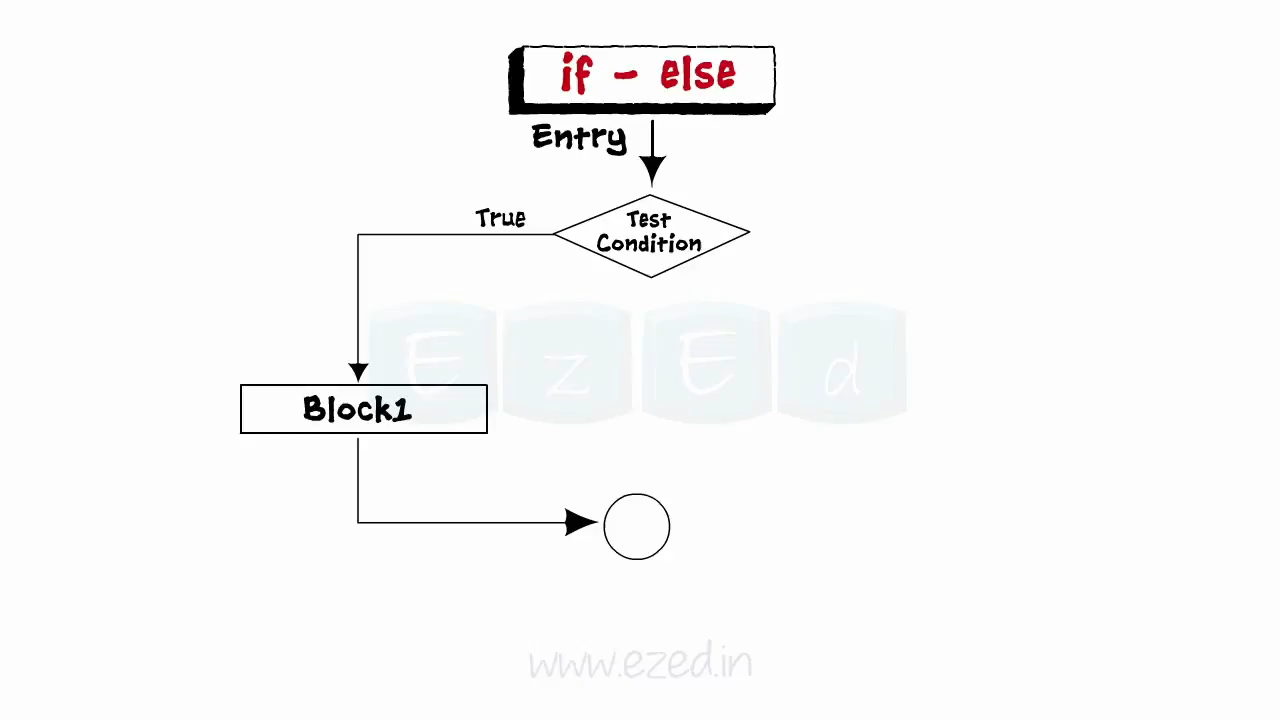 if - else
Entry
True
Test
Condition
EzEd
Block1
www.ezed.in